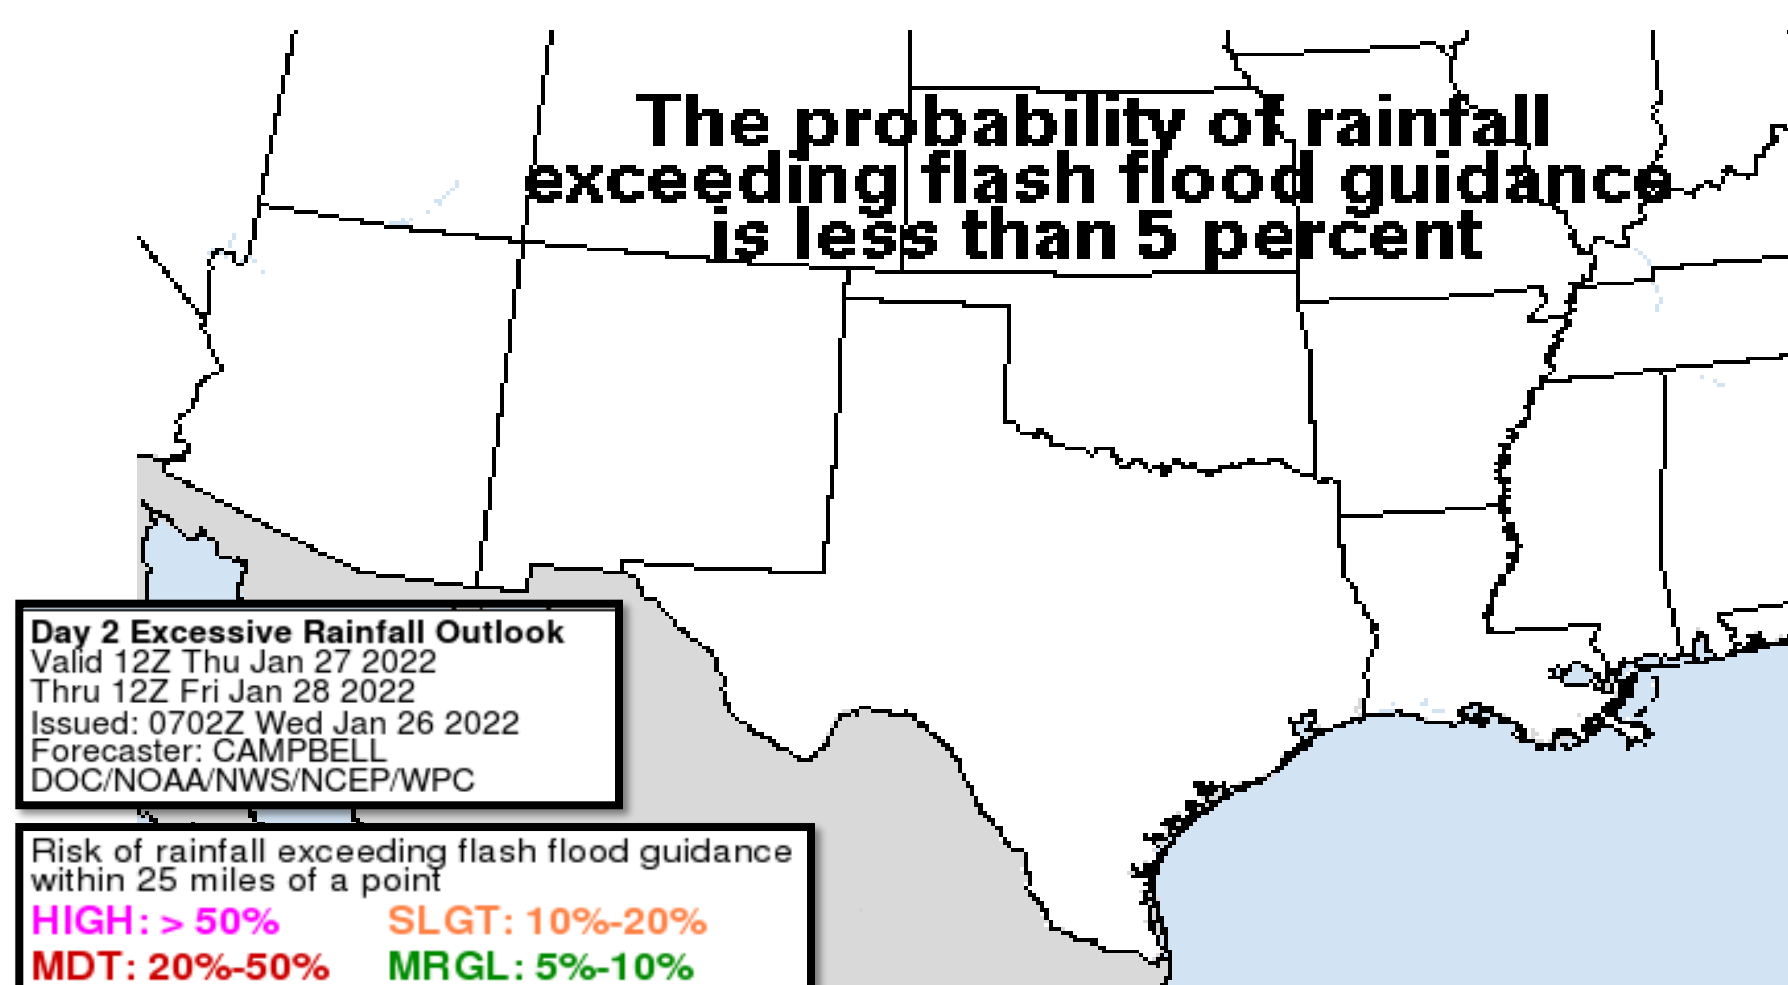 The probability of rainfall
exceeding flash flood guidance
is less than 5 percent
Day 2 Excessive Rainfall Outlook
Valid 12Z Thu Jan 27 2022
Thru 12Z Fri Jan 28 2022
Issued: 0702Z Wed Jan 26 2022
Forecaster: CAMPBELL
DOC/NOAA/NWS/NCEP/WPC
Risk of rainfall exceeding flash flood guidance
within 25 miles of a point
HIGH: > 50% SLGT: 10%-20%
MDT: 20%-50% MRGL: 5%-10%